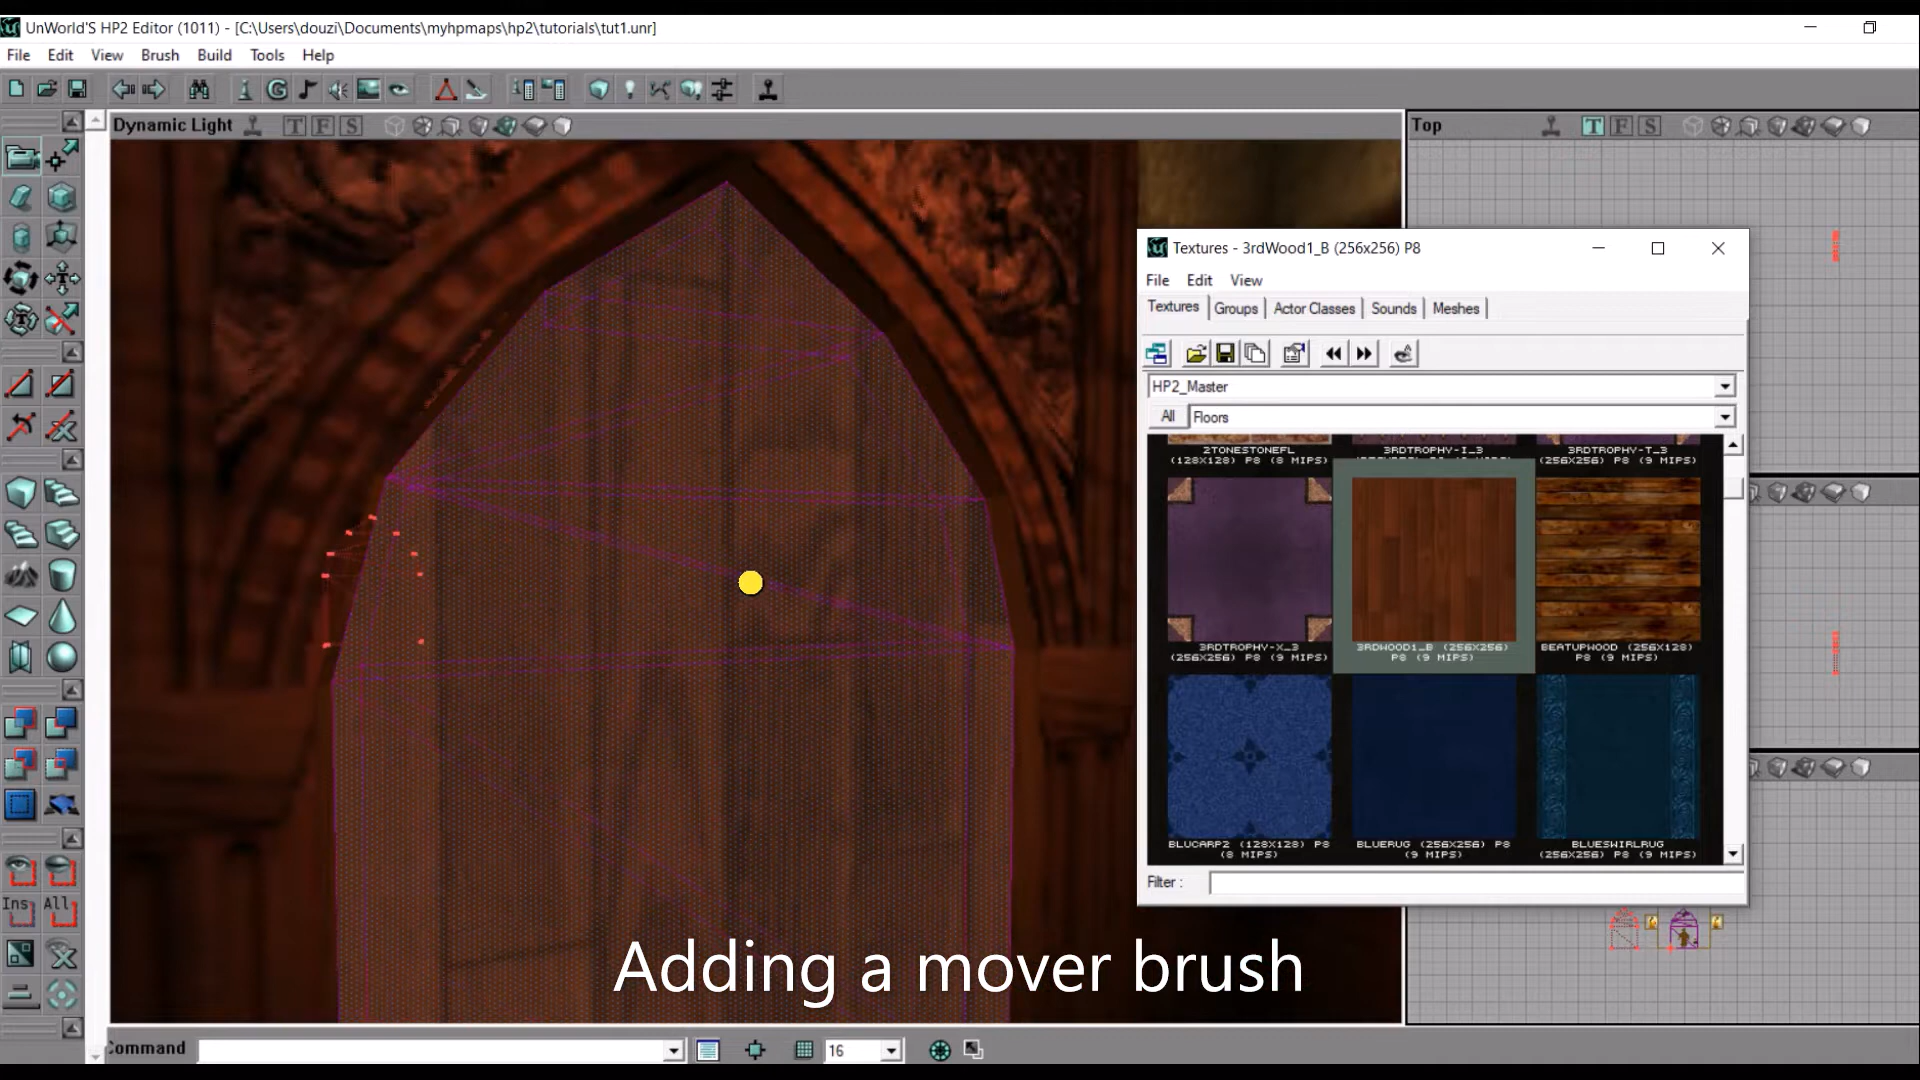 UnWorld'S HP2 Editor (1011) - [C:\Users\douzi\Documents\myhpmaps\hp2\tutorials\tut1.unr]
File Edit View Brush Build Tools Help
Dynamic Light T F S
Top T F S
Textures - 3rdWood1_B (256x256) P8
File Edit View
Textures Groups Actor Classes Sounds Meshes
HP2_Master
All Floors
2TONESTONEFL
(128X128) P8 (8 MIPS)
3RDTROPHY-I_3
3RDTROPHY-T_3
(256X256) P8 (9 MIPS)
3RDTROPHY-X_3
(256X256) P8 (9 MIPS)
3RDWOOD1_B (256X256)
P8 (9 MIPS)
BEATUPWOOD (256X128)
P8 (9 MIPS)
BLUCARP2 (128X128) P8
(8 MIPS)
BLUERUG (256X256) P8
(9 MIPS)
BLUESWIRLRUG
(256X256) P8 (9 MIPS)
Filter :
Ins All
Adding a mover brush
Command
16